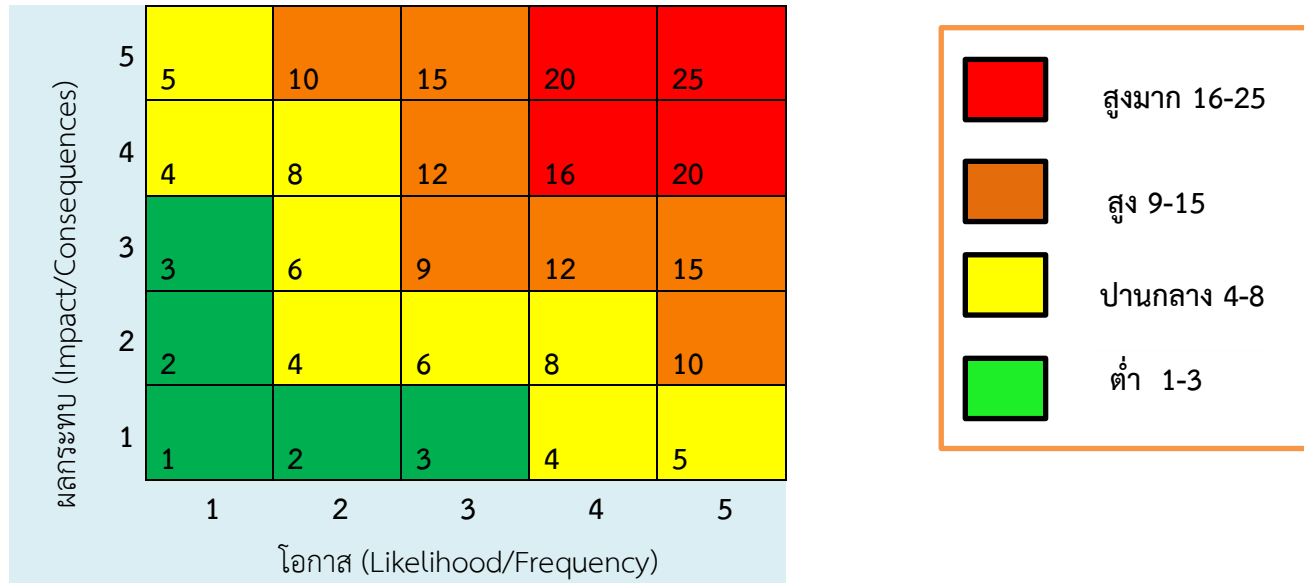 ผลกระทบ (Impact/Consequences)
5 5 10 15 20 25
4 4 8 12 16 20
3 3 6 9 12 15
2 2 4 6 8 10
1 1 2 3 4 5
1 2 3 4 5
โอกาส (Likelihood/Frequency)
สูงมาก 16-25
สูง 9-15
ปานกลาง 4-8
ต่ำ 1-3